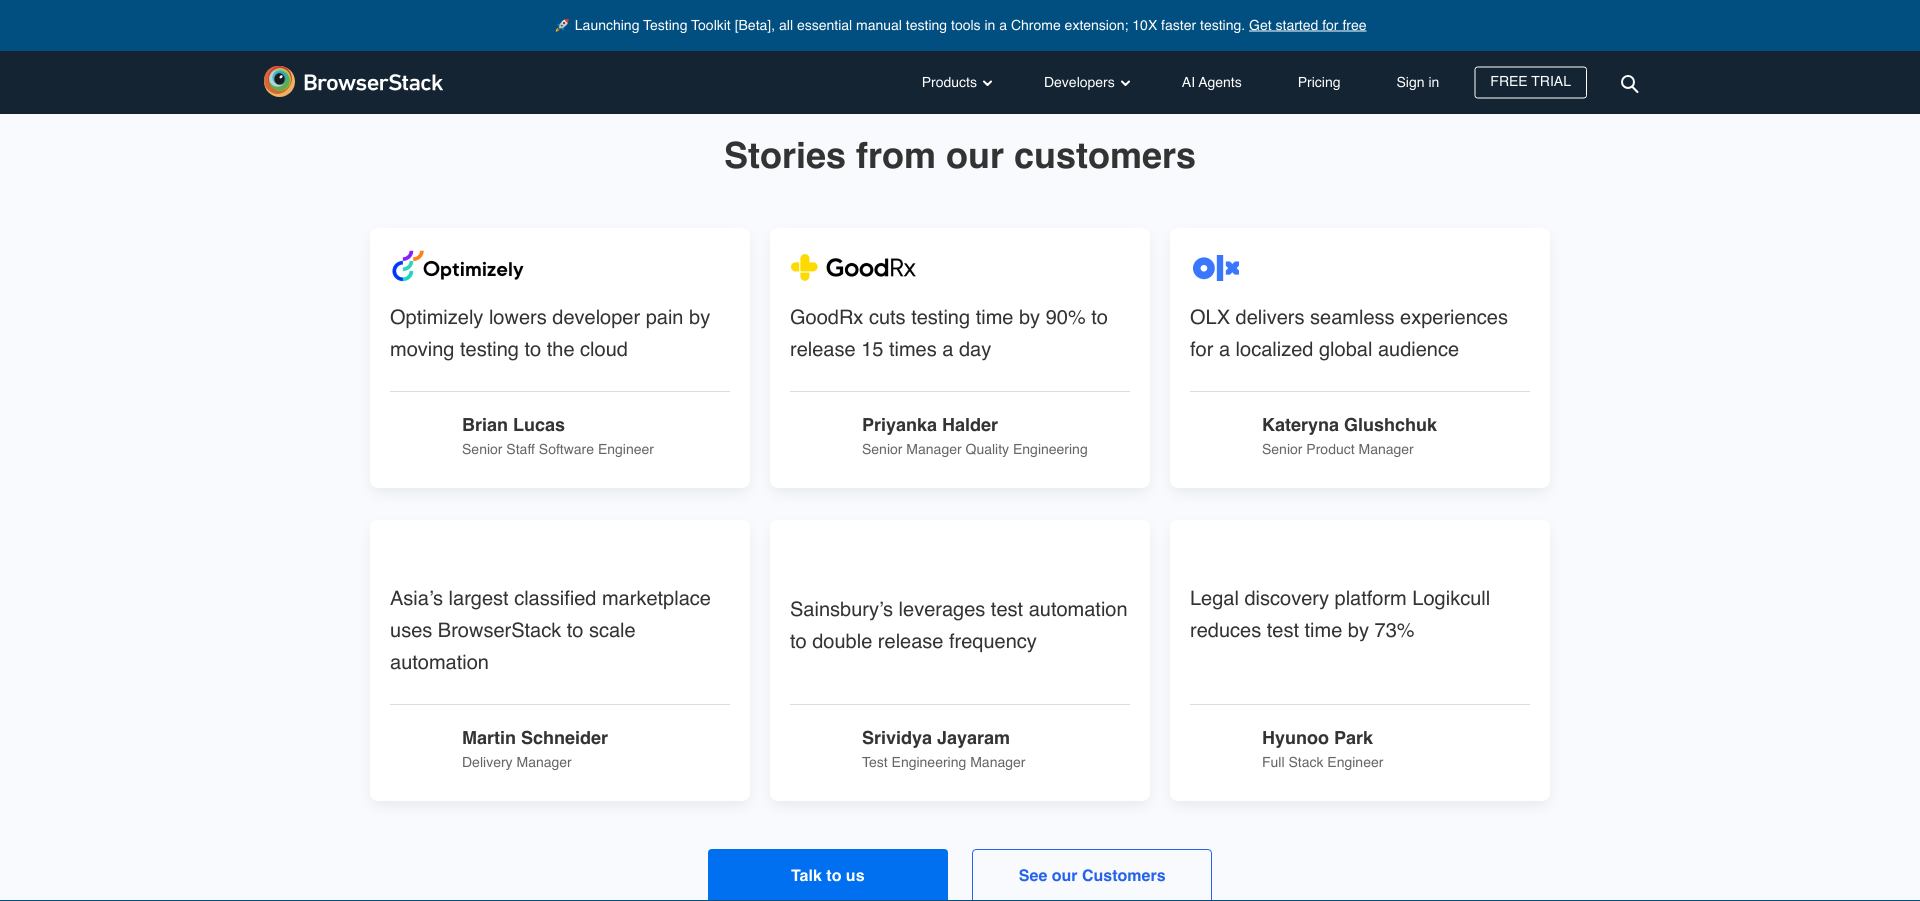 🚀 Launching Testing Toolkit [Beta], all essential manual testing tools in a Chrome extension; 10X faster testing. Get started for free
BrowserStack
Products
Developers
AI Agents
Pricing
Sign in
FREE TRIAL
Stories from our customers
Optimizely
Optimizely lowers developer pain by
moving testing to the cloud
Brian Lucas
Senior Staff Software Engineer
GoodRx
GoodRx cuts testing time by 90% to
release 15 times a day
Priyanka Halder
Senior Manager Quality Engineering
olx
OLX delivers seamless experiences
for a localized global audience
Kateryna Glushchuk
Senior Product Manager
Asia’s largest classified marketplace
uses BrowserStack to scale
automation
Martin Schneider
Delivery Manager
Sainsbury’s leverages test automation
to double release frequency
Srividya Jayaram
Test Engineering Manager
Legal discovery platform Logikcull
reduces test time by 73%
Hyunoo Park
Full Stack Engineer
Talk to us
See our Customers